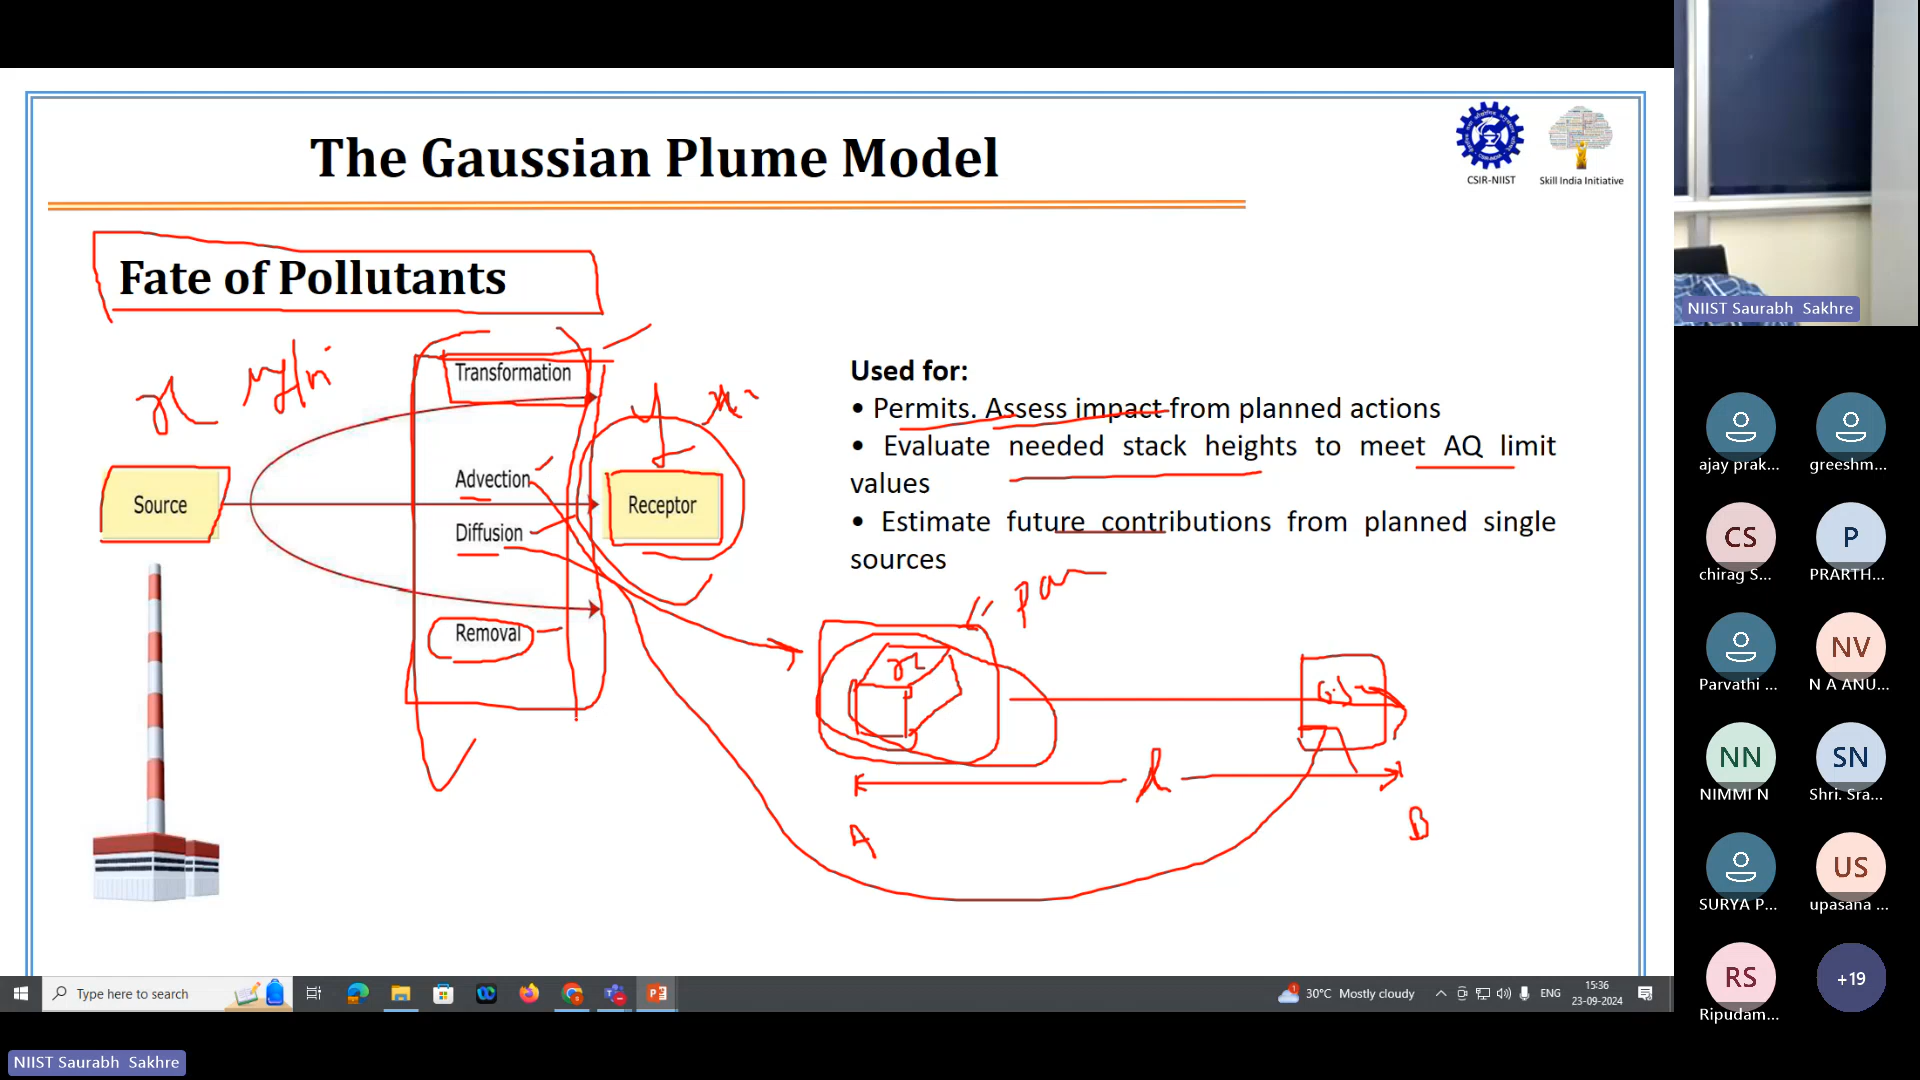 The Gaussian Plume Model
CSIR-NIIST
Skill India Initiative
Fate of Pollutants
Transformation
Advection
Diffusion
Removal
Source
Receptor
Used for:
• Permits. Assess impact from planned actions
• Evaluate needed stack heights to meet AQ limit
values
• Estimate future contributions from planned single
sources
A
l
B
NIIST Saurabh Sakhre
ajay prak...
greeshm...
CS
chirag S...
P
PRARTH...
Parvathi ...
NV
N A ANU...
NN
NIMMI N
SN
Shri. Sra...
SURYA P...
US
upasana ...
RS
Ripudam...
+19
Type here to search
30°C Mostly cloudy
ENG
15:36
23-09-2024
NIIST Saurabh Sakhre